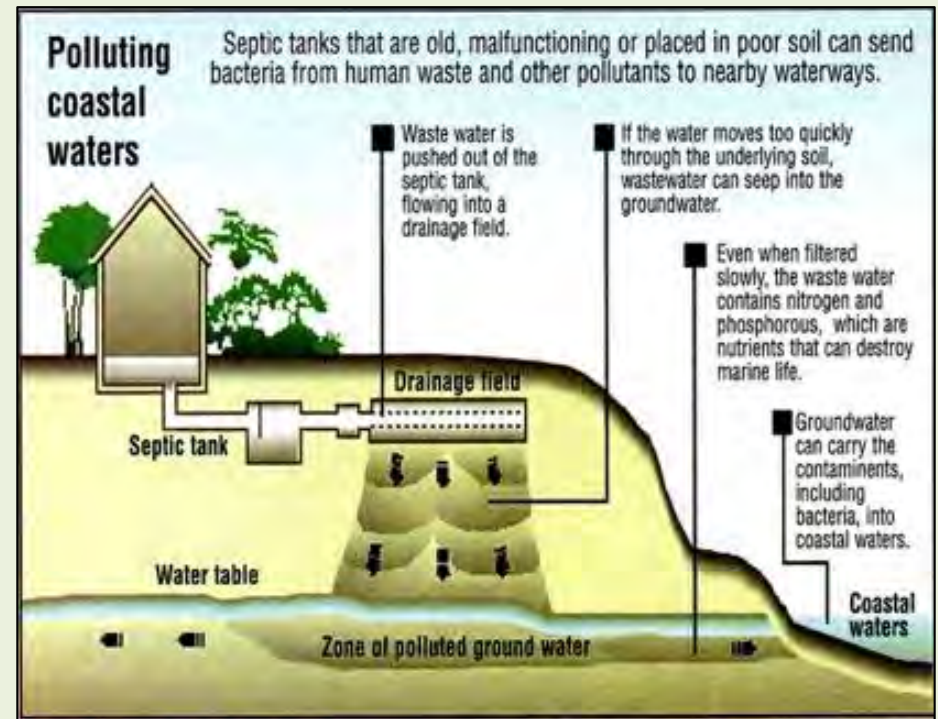 Polluting
coastal
waters
Septic tanks that are old, malfunctioning or placed in poor soil can send
bacteria from human waste and other pollutants to nearby waterways.
Waste water is
pushed out of the
septic tank,
flowing into a
drainage field.
If the water moves too quickly
through the underlying soil,
wastewater can seep into the
groundwater.
Even when filtered
slowly, the waste water
contains nitrogen and
phosphorous, which are
nutrients that can destroy
marine life.
Groundwater
can carry the
contaminents,
including
bacteria, into
coastal waters.
Drainage field
Septic tank
Water table
Zone of polluted ground water
Coastal
waters